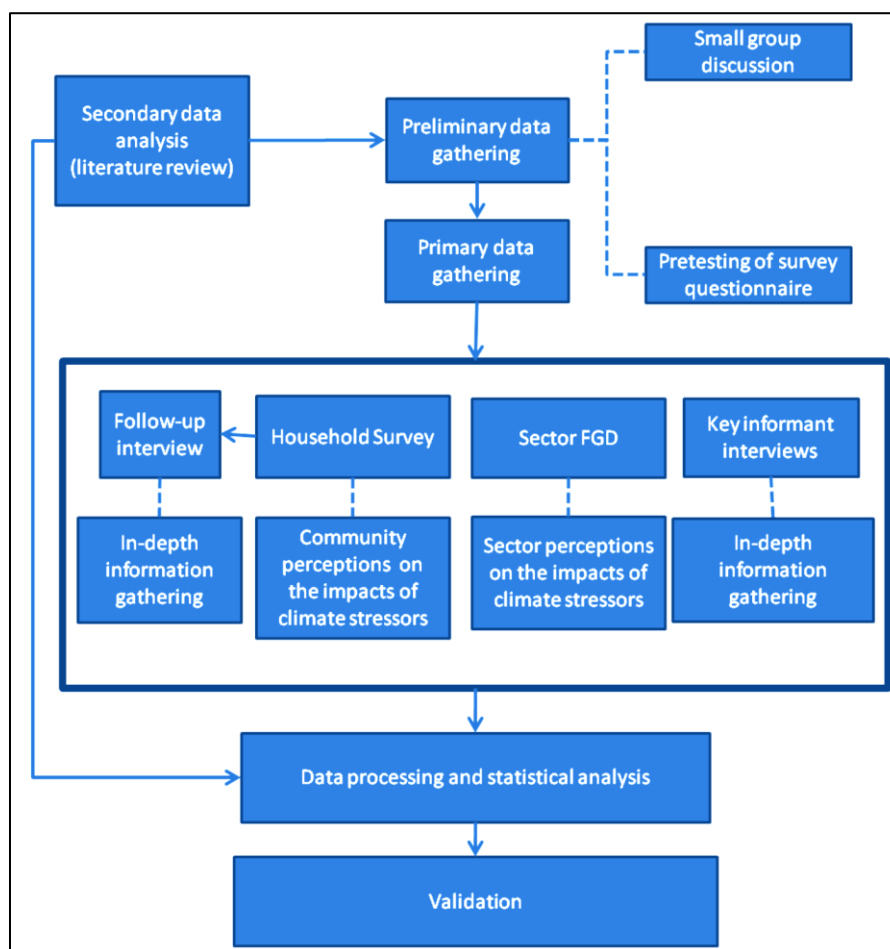 Small group
discussion
Secondary data
analysis
(literature review)
Preliminary data
gathering
Primary data
gathering
Pretesting of survey
questionnaire
Follow-up
interview
Household Survey
Sector FGD
Key informant
interviews
In-depth
information
gathering
Community
perceptions on
the impacts of
climate stressors
Sector perceptions
on the impacts of
climate stressors
In-depth
information
gathering
Data processing and statistical analysis
Validation